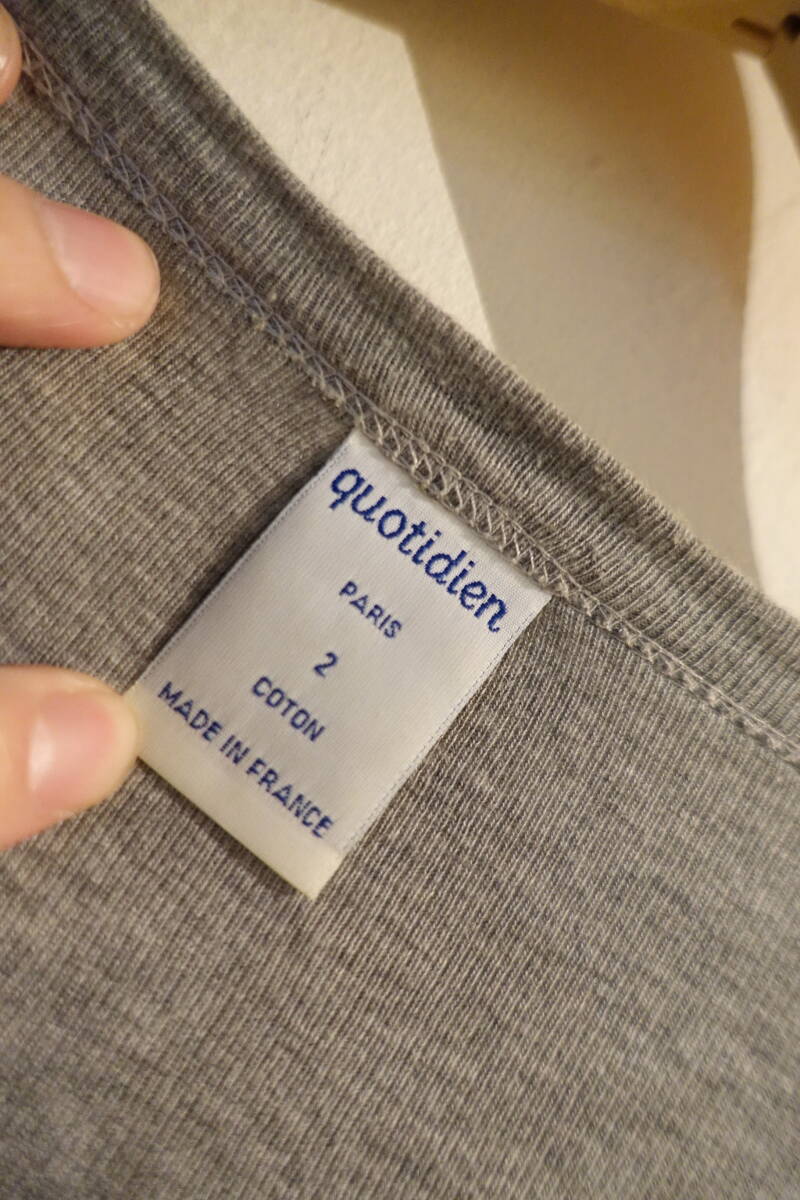 quotidien
PARIS
2
COTON
MADE IN FRANCE